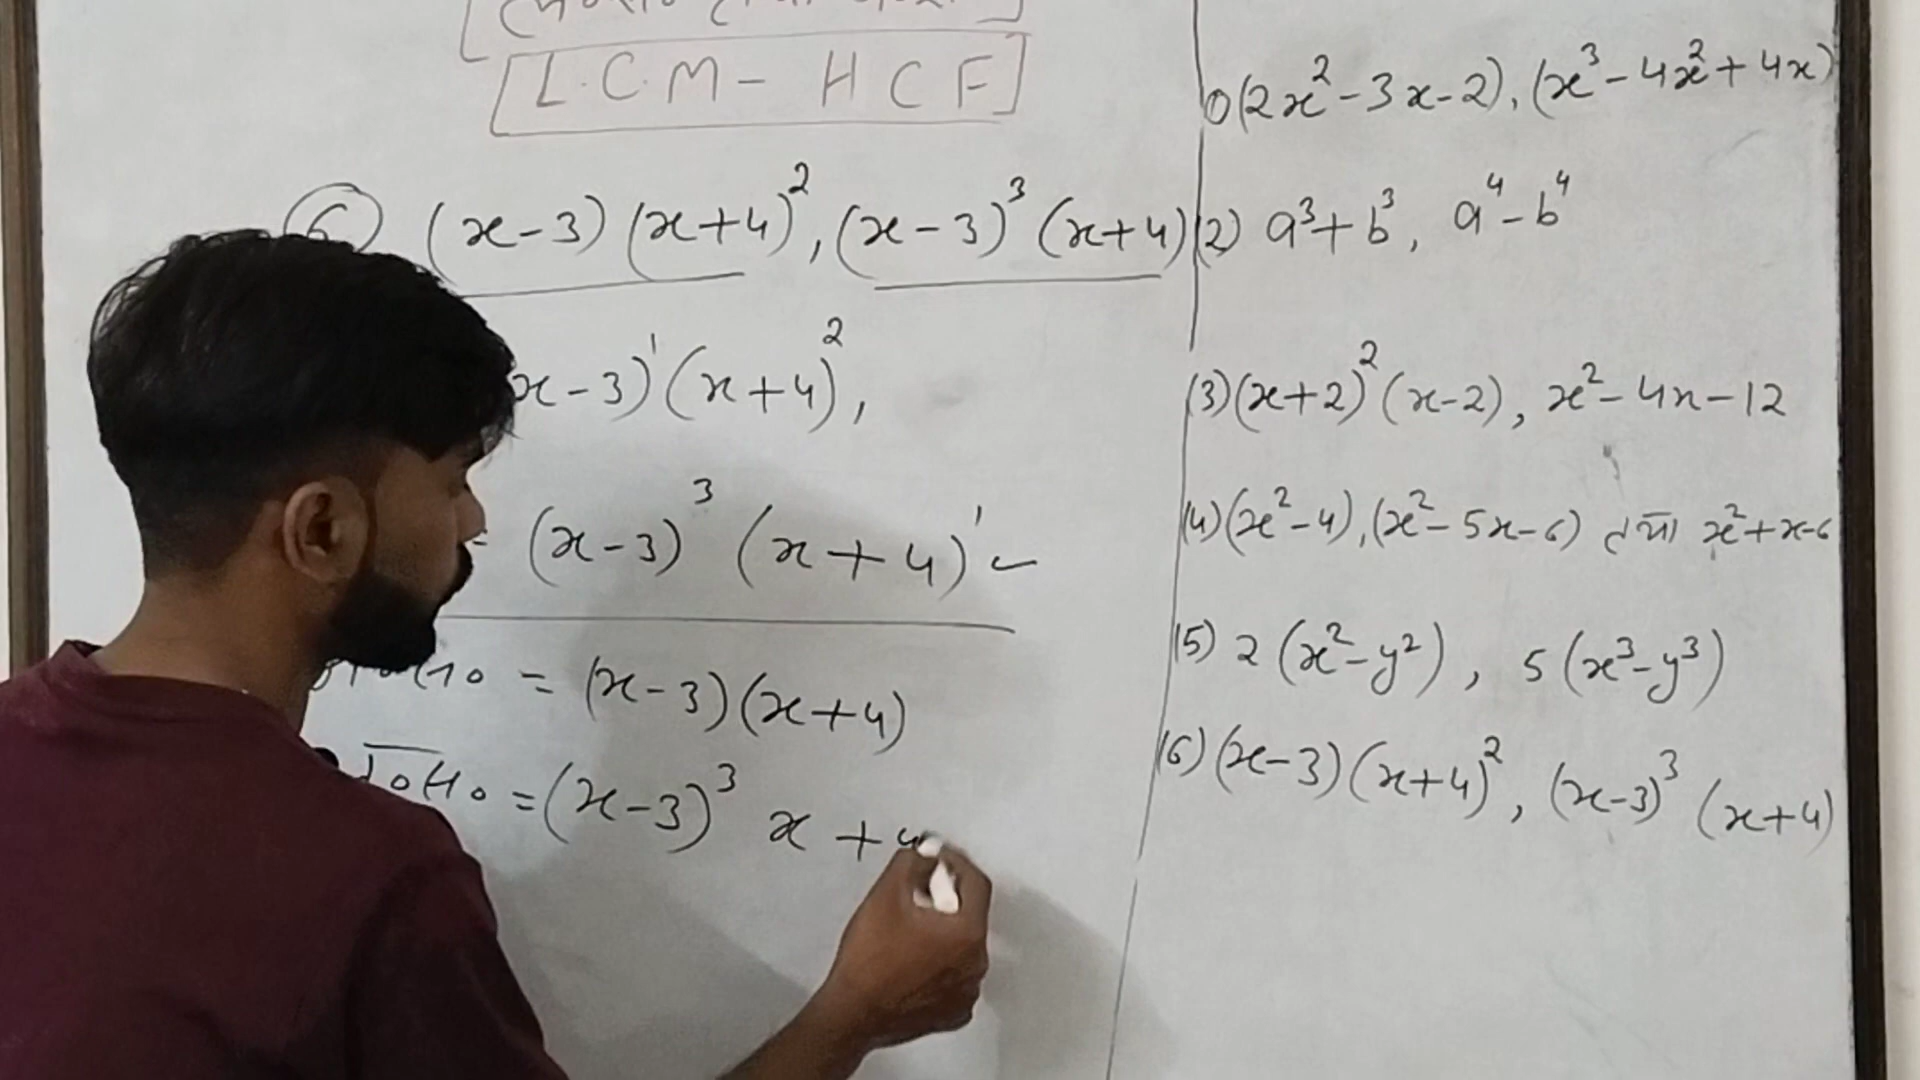 [L.C.M - H C F]
(6) (x-3)(x+4)², (x-3)³(x+4)
x-3)¹(x+4)²,
= (x-3)³ (x+4)¹
= (x-3)(x+4)
= (x-3)³ x + 4
(2x²-3x-2), (x³-4x²+4x)
(2) a³+b³, a⁴-b⁴
(3) (x+2)²(x-2), x²-4x-12
(4) (x²-4), (x²-5x-6) तथा x²+x-6
(5) 2(x²-y²), 5(x³-y³)
(6) (x-3)(x+4)², (x-3)³ (x+4)